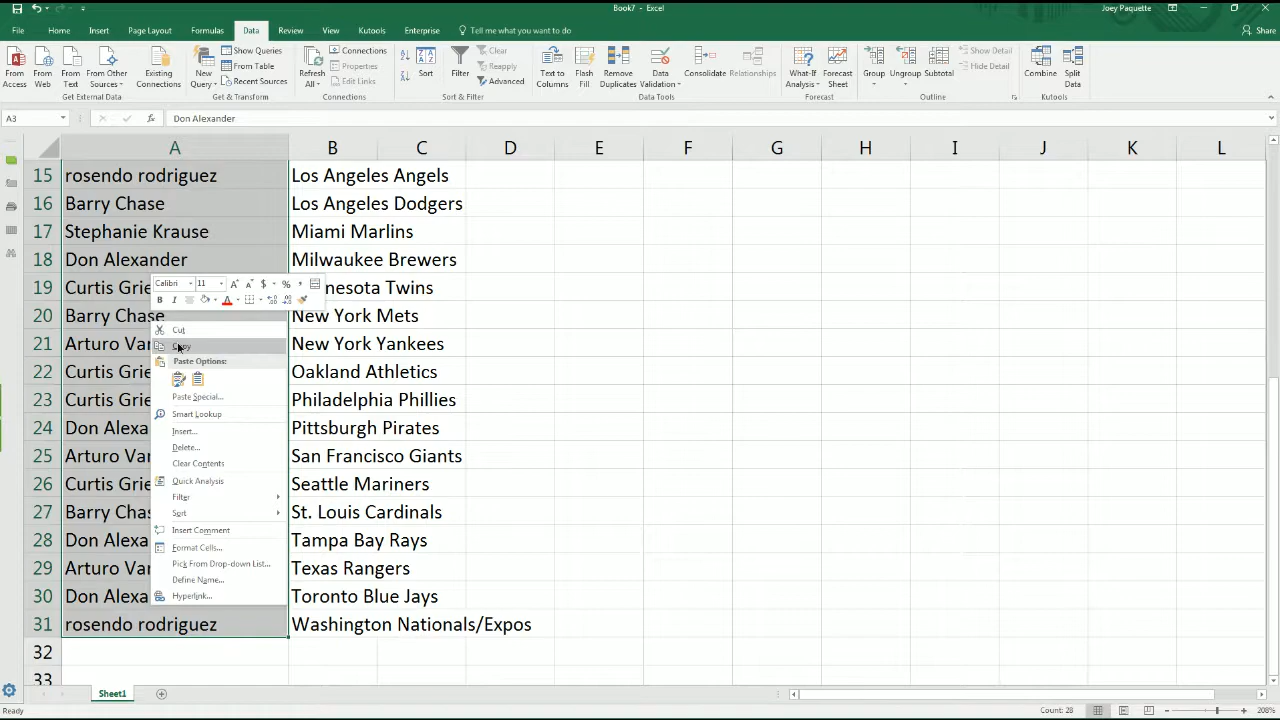 Book7 - Excel
Joey Paquette
File Home Insert Page Layout Formulas Data Review View Kutools Enterprise Tell me what you want to do Share
From Access
From Web
From Text
From Other Sources
Existing Connections
Get External Data
New Query
Show Queries
From Table
Recent Sources
Get & Transform
Refresh All
Connections
Properties
Edit Links
Connections
Sort
Filter
Clear
Reapply
Advanced
Sort & Filter
Text to Columns
Flash Fill
Remove Duplicates
Data Validation
Consolidate
Relationships
Data Tools
What-If Analysis
Forecast Sheet
Forecast
Group
Ungroup
Subtotal
Show Detail
Hide Detail
Outline
Combine
Split Data
Kutools
A3 fx Don Alexander
A B C D E F G H I J K L
15 rosendo rodriguez Los Angeles Angels
16 Barry Chase Los Angeles Dodgers
17 Stephanie Krause Miami Marlins
18 Don Alexander Milwaukee Brewers
19 Curtis Grie nesota Twins
20 Barry Chase New York Mets
21 Arturo Var New York Yankees
22 Curtis Grie Oakland Athletics
23 Curtis Grie Philadelphia Phillies
24 Don Alexa Pittsburgh Pirates
25 Arturo Var San Francisco Giants
26 Curtis Grie Seattle Mariners
27 Barry Chas St. Louis Cardinals
28 Don Alexa Tampa Bay Rays
29 Arturo Var Texas Rangers
30 Don Alexa Toronto Blue Jays
31 rosendo rodriguez Washington Nationals/Expos
32
33
Calibri 11 A A $ % ,
B I A
Cut
Copy
Paste Options:
Paste Special...
Smart Lookup
Insert...
Delete...
Clear Contents
Quick Analysis
Filter
Sort
Insert Comment
Format Cells...
Pick From Drop-down List...
Define Name...
Hyperlink...
Sheet1
Ready
Count: 28
208%